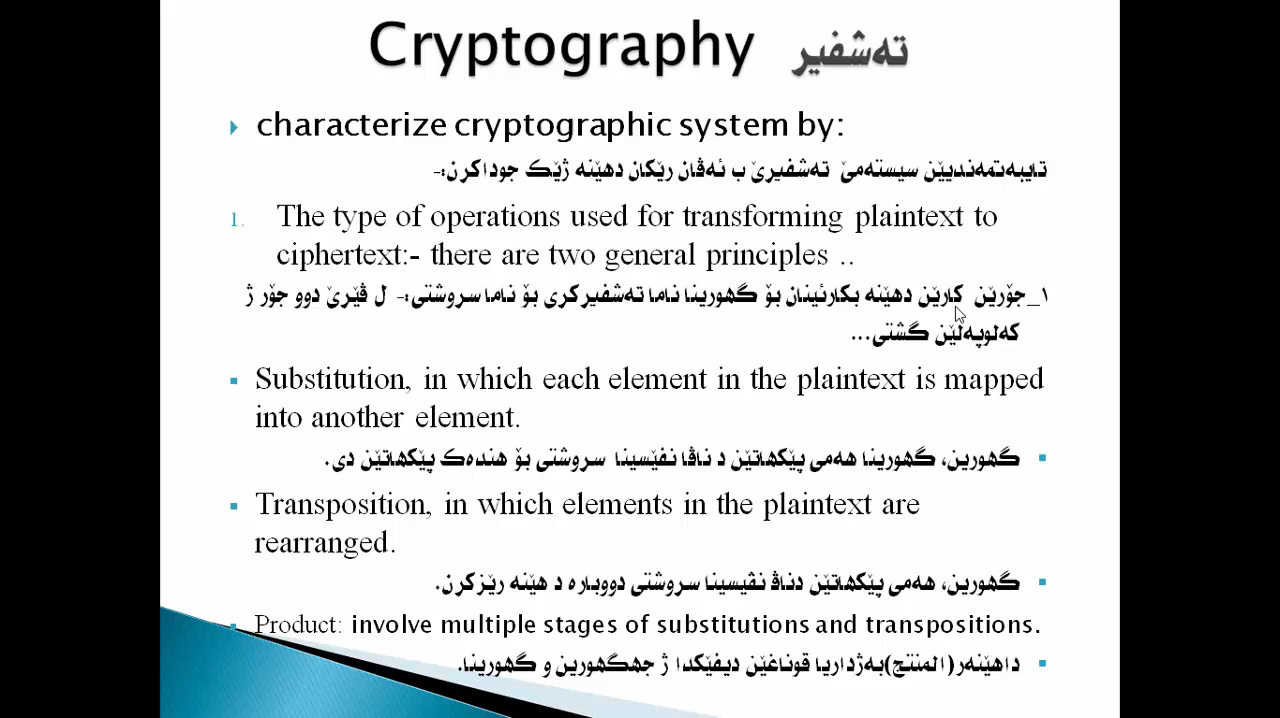 Cryptography تەشفیر
characterize cryptographic system by:
تایبەتمەندیێن سیستەمێ تەشفیرێ ب ئەڤان رێکان دهێنە ژێک جوداکرن:-
1. The type of operations used for transforming plaintext to
ciphertext:- there are two general principles ..
١_جۆرێن کارێن دهێنە بکارئینان بۆ گهورینا ناما تەشفیرکری بۆ ناما سروشتی:- ل ڤێرێ دوو جۆر ژ
کەلوپەلێن گشتی...
Substitution, in which each element in the plaintext is mapped
into another element.
گهورین، گهورینا هەمی پێکهاتێن د ناڤا نفێسینا سروشتی بۆ هندەک پێکهاتێن دی.
Transposition, in which elements in the plaintext are
rearranged.
گهورین، هەمی پێکهاتێن دناڤ نڤیسینا سروشتی دووبارە د هێنە رێزکرن.
Product: involve multiple stages of substitutions and transpositions.
داهێنەر(المنتج)بەژداریا قوناغێن دیفێکدا ژ جهگهورین و گهورینا.